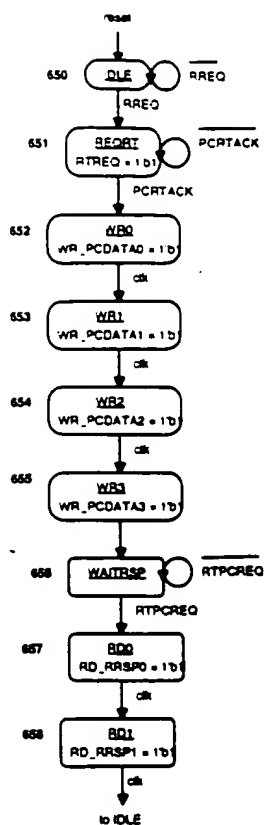 reset
650
IDLE
RREQ
RREQ
651
REQRT
RTREQ = 1'b1
PCRTACK
PCRTACK
652
WR0
WR_PCDATA0 = 1'b1
clk
653
WR1
WR_PCDATA1 = 1'b1
clk
654
WR2
WR_PCDATA2 = 1'b1
clk
655
WR3
WR_PCDATA3 = 1'b1
656
WAITRSP
RTPCREQ
RTPCREQ
657
RD0
RD_RRSP0 = 1'b1
clk
658
RD1
RD_RRSP1 = 1'b1
clk
to IDLE